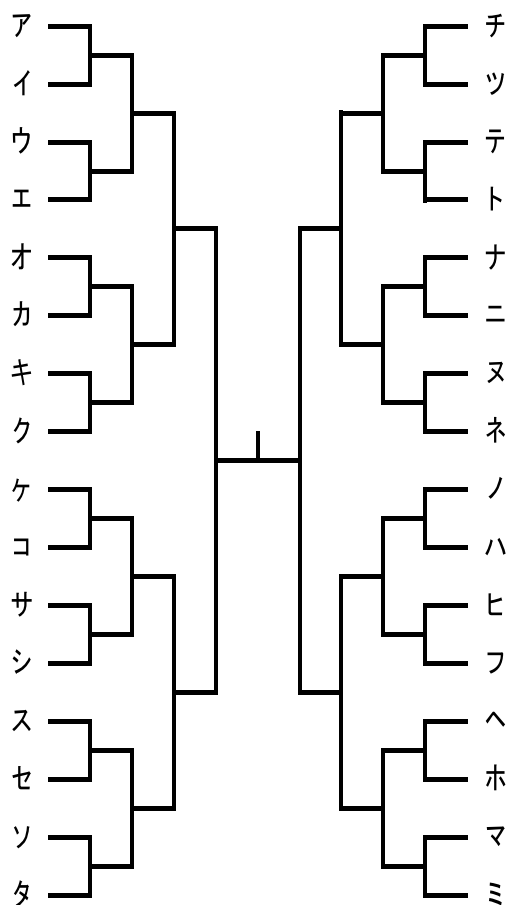 ア
イ
ウ
エ
オ
カ
キ
ク
ケ
コ
サ
シ
ス
セ
ソ
タ
チ
ツ
テ
ト
ナ
ニ
ヌ
ネ
ノ
ハ
ヒ
フ
ヘ
ホ
マ
ミ